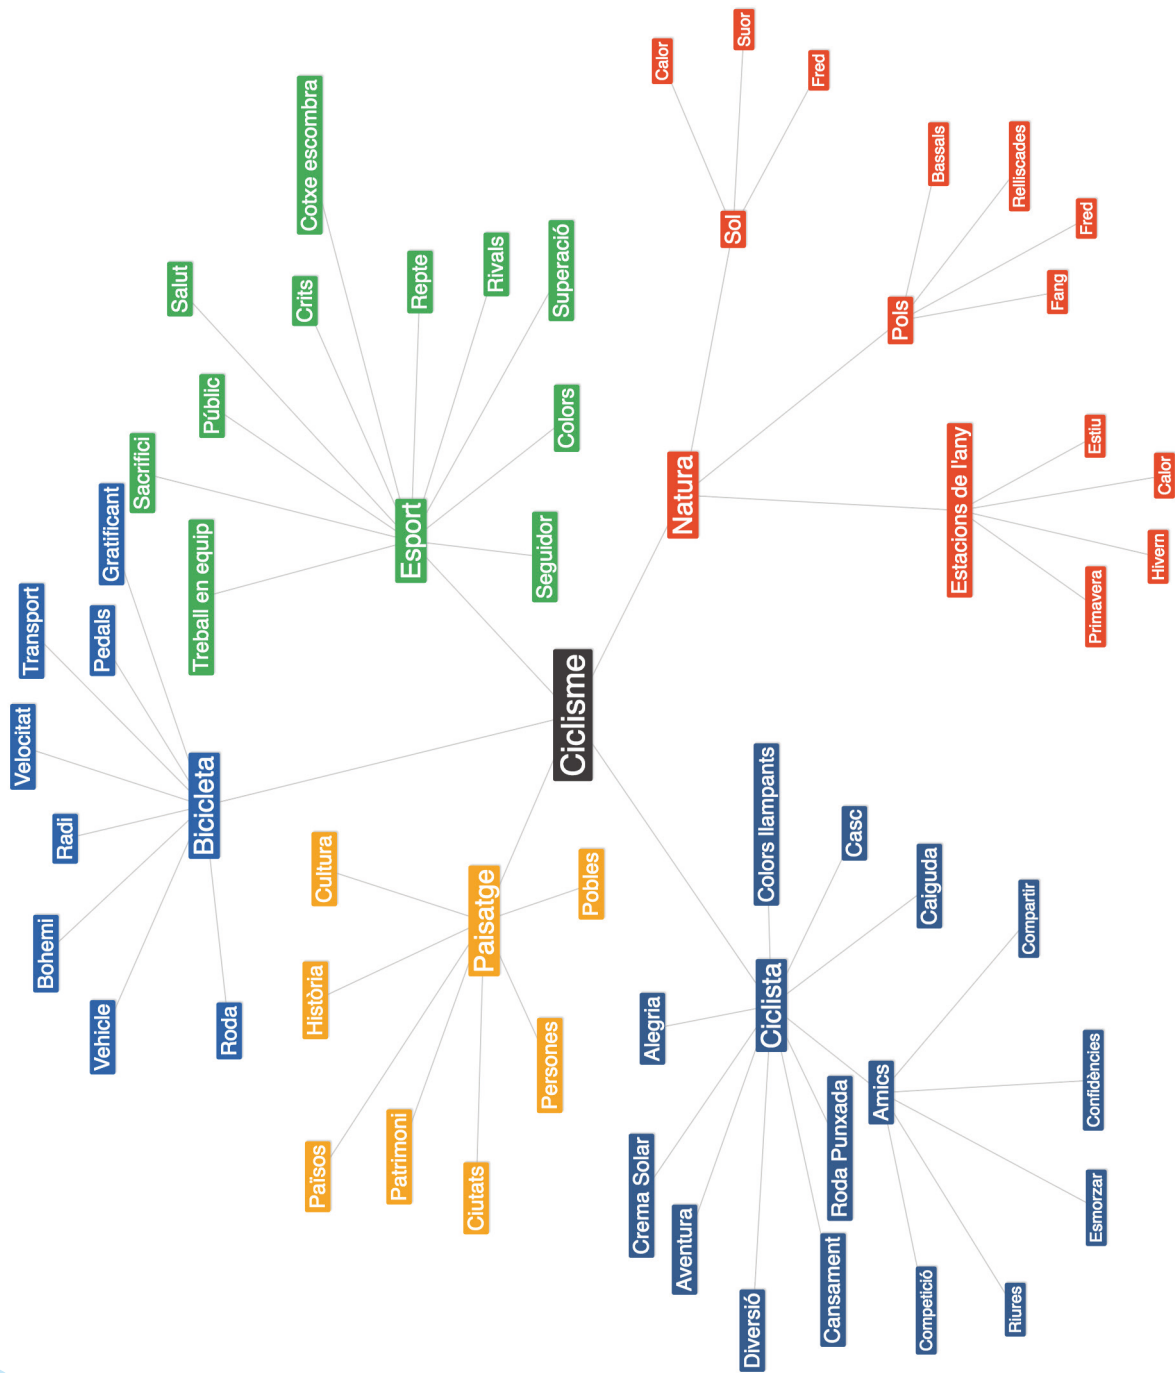 Ciclisme
Bicicleta
Roda
Vehicle
Bohemi
Radi
Velocitat
Transport
Pedals
Gratificant
Esport
Treball en equip
Sacrifici
Públic
Salut
Crits
Cotxe escombra
Repte
Rivals
Superació
Colors
Seguidor
Natura
Sol
Calor
Suor
Fred
Pols
Bassals
Relliscades
Fred
Fang
Estacions de l'any
Estiu
Calor
Hivern
Primavera
Paisatge
Cultura
Història
Països
Patrimoni
Ciutats
Persones
Pobles
Ciclista
Alegria
Crema Solar
Aventura
Diversió
Cansament
Roda Punxada
Colors llampants
Casc
Caiguda
Amics
Competició
Riures
Esmorzar
Confidències
Compartir